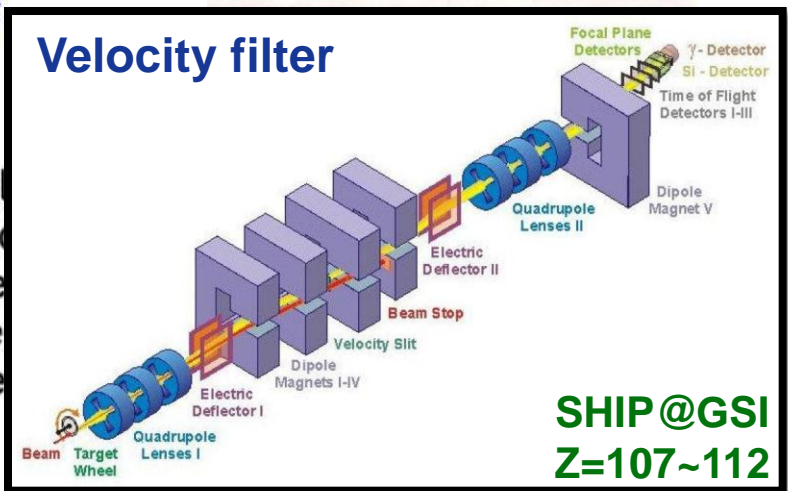 Velocity filter
Focal Plane
Detectors
γ- Detector
Si - Detector
Time of Flight
Detectors I-III
Dipole
Magnet V
Quadrupole
Lenses II
Electric
Deflector II
Beam Stop
Velocity Slit
Dipole
Magnets I-IV
Electric
Deflector I
Quadrupole
Lenses I
Beam
Target
Wheel
SHIP@GSI
Z=107~112